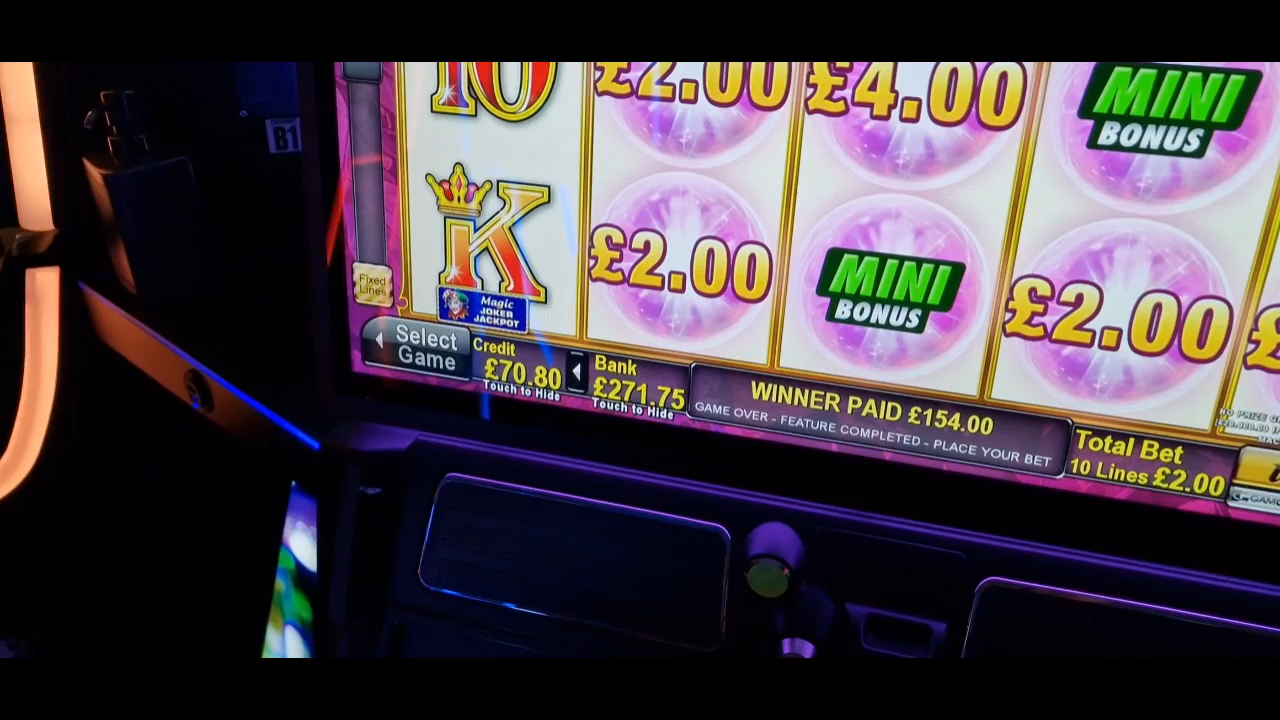 10
£2.00
£4.00
MINI
BONUS
B1
K
£2.00
MINI
BONUS
£2.00
£
Fixed
Lines
Magic
JOKER
JACKPOT
Select
Game
Credit
£70.80
Touch to Hide
Bank
£271.75
Touch to Hide
WINNER PAID £154.00
GAME OVER - FEATURE COMPLETED - PLACE YOUR BET
Total Bet
10 Lines £2.00